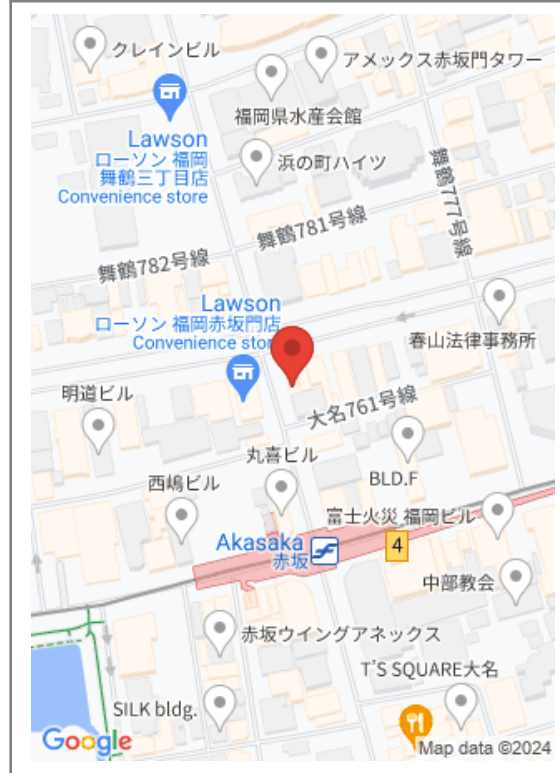 クレインビル
アメックス赤坂門タワー
福岡県水産会館
Lawson
ローソン 福岡
舞鶴三丁目店
Convenience store
浜の町ハイツ
舞鶴777号線
舞鶴781号線
舞鶴782号線
Lawson
ローソン 福岡赤坂門店
Convenience store
春山法律事務所
明道ビル
大名761号線
丸喜ビル
西嶋ビル
BLD.F
富士火災 福岡ビル
Akasaka
赤坂
4
中部教会
赤坂ウイングアネックス
T'S SQUARE大名
SILK bldg.
Google
Map data ©2024